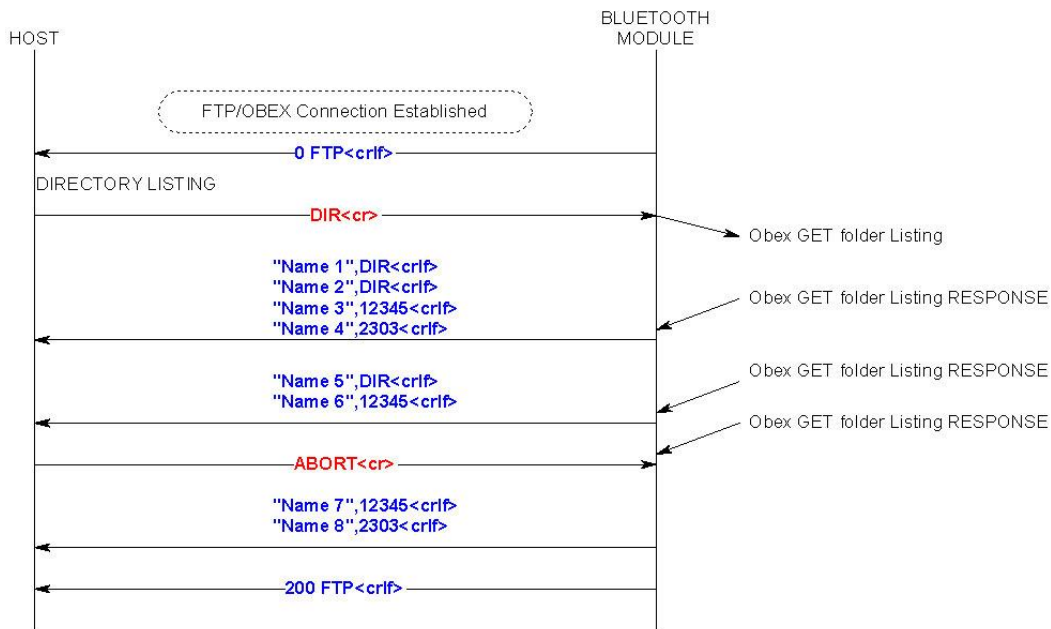 BLUETOOTH
HOST
MODULE
FTP/OBEX Connection Established
0 FTP<crlf>
DIRECTORY LISTING
DIR<cr>
Obex GET folder Listing
"Name 1",DIR<crlf>
"Name 2",DIR<crlf>
Obex GET folder Listing RESPONSE
"Name 3",12345<crlf>
"Name 4",2303<crlf>
Obex GET folder Listing RESPONSE
"Name 5",DIR<crlf>
"Name 6",12345<crlf>
Obex GET folder Listing RESPONSE
ABORT<cr>
"Name 7",12345<crlf>
"Name 8",2303<crlf>
200 FTP<crlf>